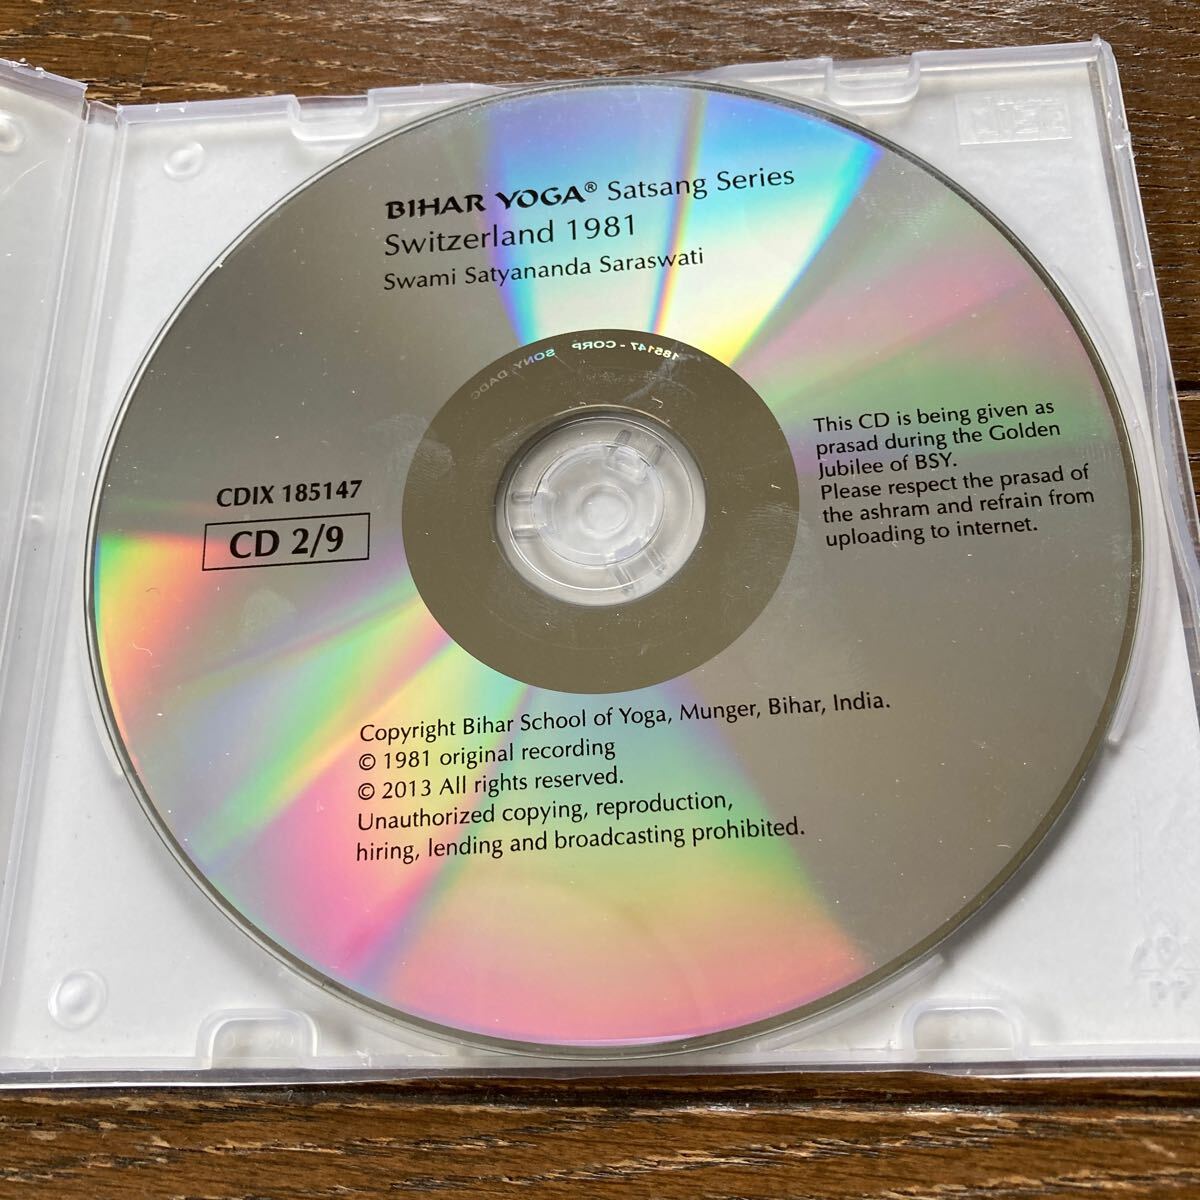 BIHAR YOGA® Satsang Series
Switzerland 1981
Swami Satyananda Saraswati
185147 - CORP SONY DADC
CDIX 185147
CD 2/9
This CD is being given as
prasad during the Golden
Jubilee of BSY.
Please respect the prasad of
the ashram and refrain from
uploading to internet.
Copyright Bihar School of Yoga, Munger, Bihar, India.
© 1981 original recording
© 2013 All rights reserved.
Unauthorized copying, reproduction,
hiring, lending and broadcasting prohibited.